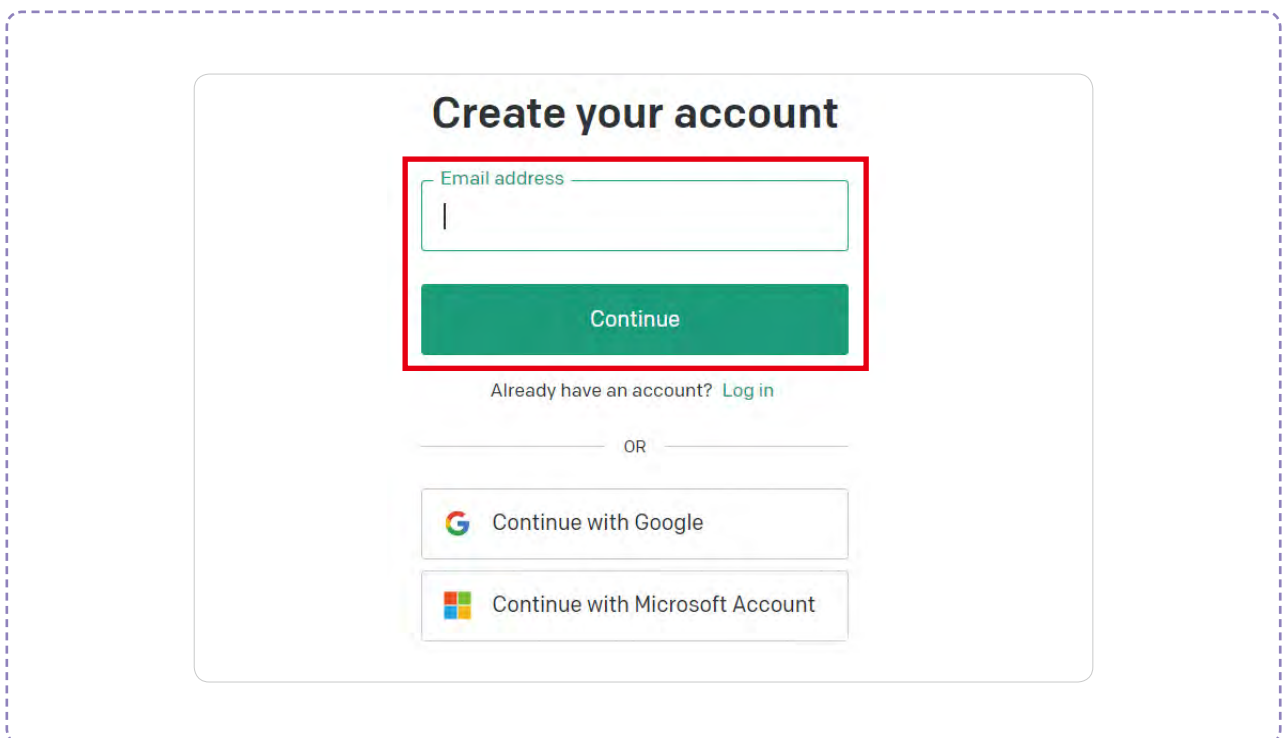 Create your account
Email address
Continue
Already have an account? Log in
OR
Continue with Google
Continue with Microsoft Account